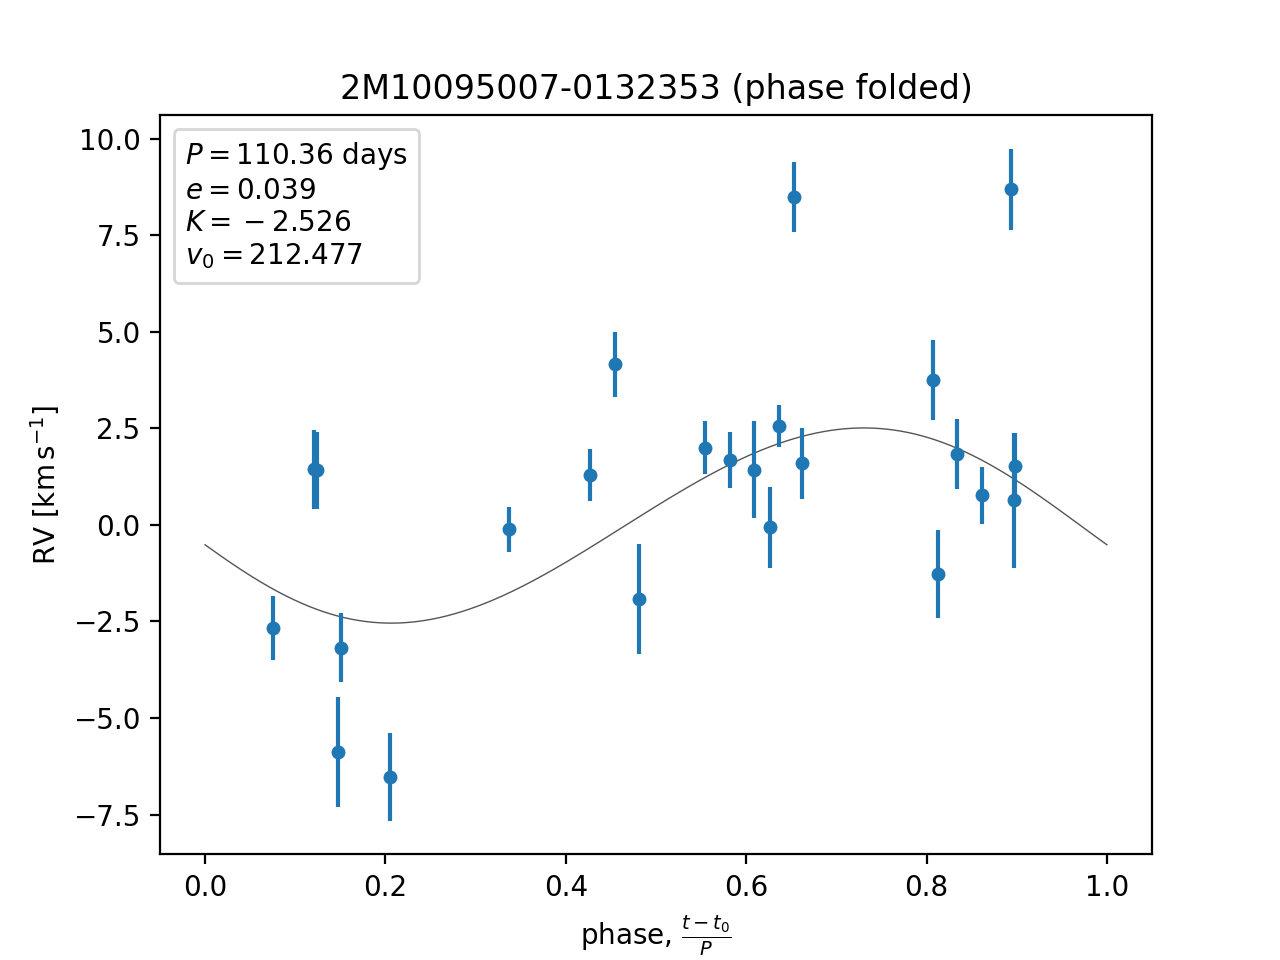 2M10095007-0132353 (phase folded)
P = 110.36 days
e = 0.039
K = −2.526
v₀ = 212.477
10.0
7.5
5.0
2.5
0.0
−2.5
−5.0
−7.5
RV [km s⁻¹]
0.0 0.2 0.4 0.6 0.8 1.0
phase, (t − t₀)/P